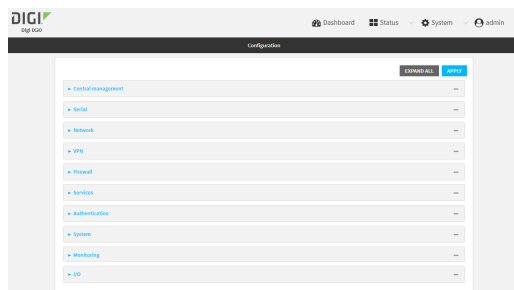 DIGI
Digi IX20
Dashboard
Status
System
admin
Configuration
EXPAND ALL
APPLY
Central management
Serial
Network
VPN
Firewall
Services
Authentication
System
Monitoring
I/O